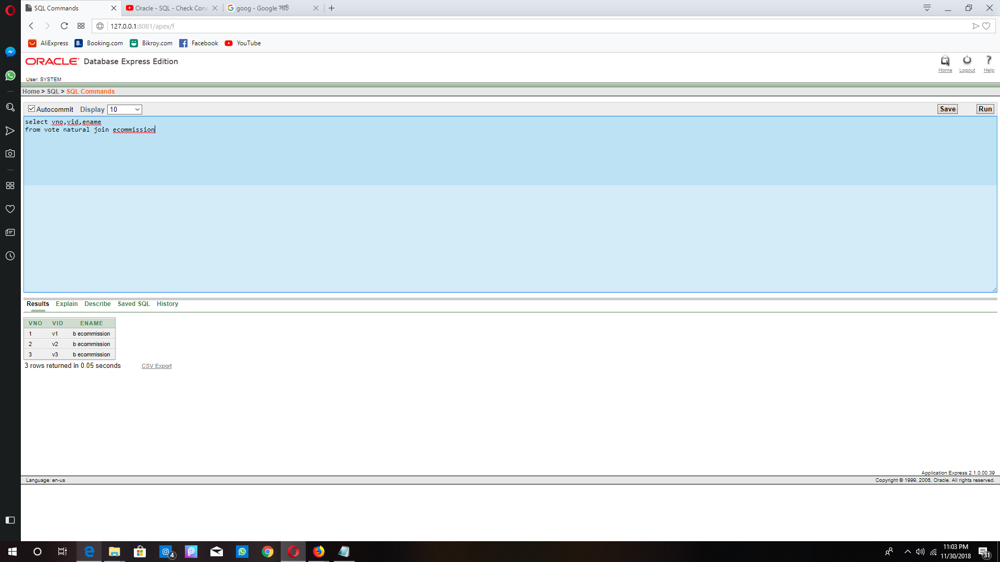 SQL Commands
Oracle - SQL - Check Cons
goog - Google সার্চ
127.0.0.1:8081/apex/f
AliExpress
B. Booking.com
Bikroy.com
Facebook
YouTube
ORACLE Database Express Edition
Home
Logout
? Help
User: SYSTEM
Home > SQL > SQL Commands
Autocommit Display 10
Save
Run
select vno,vid,ename
from vote natural join ecommission
Results Explain Describe Saved SQL History
VNO VID ENAME
1 v1 b ecommission
2 v2 b ecommission
3 v3 b ecommission
3 rows returned in 0.05 seconds
CSV Export
Application Express 2.1.0.00.39
Language: en-us
Copyright © 1999, 2006, Oracle. All rights reserved.
4
11:03 PM
11/30/2018
31